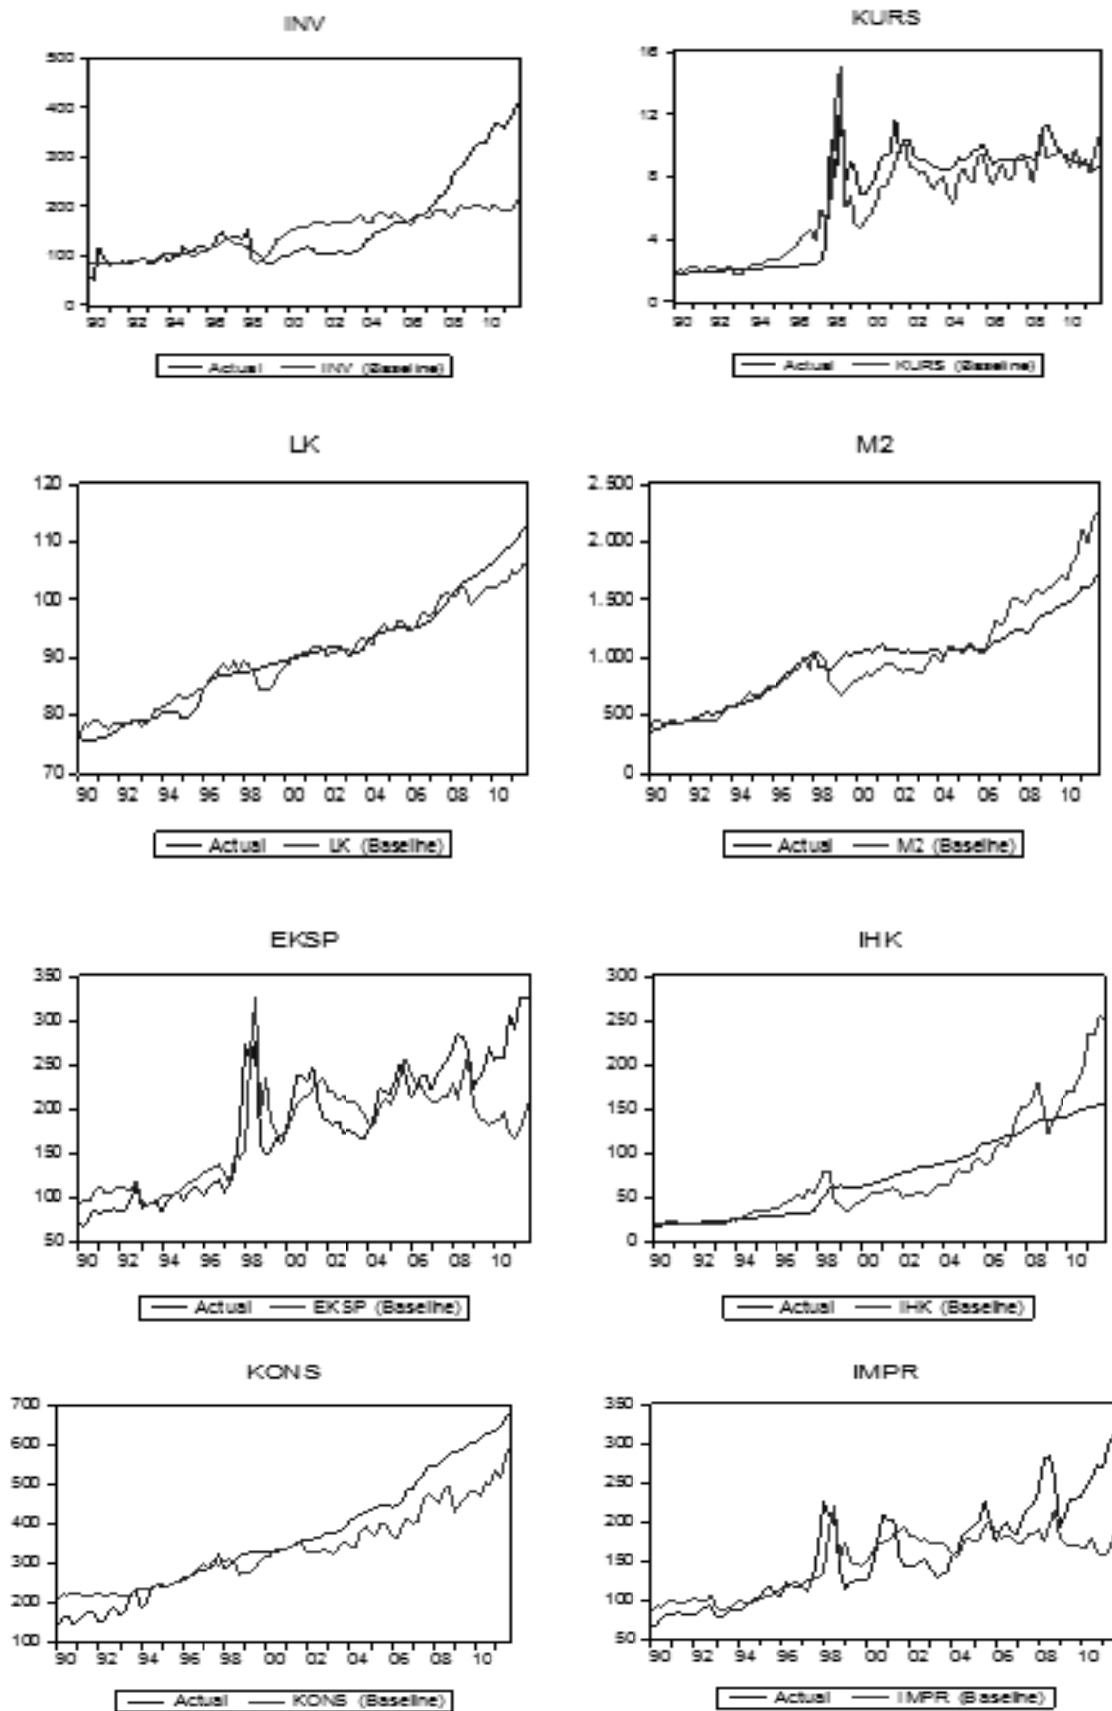 INV
500
400
300
200
100
0
90 92 94 96 98 00 02 04 06 08 10
Actual INV (Baseline)
KURS
16
12
8
4
0
90 92 94 96 98 00 02 04 06 08 10
Actual KURS (Baseline)
LK
120
110
100
90
80
70
90 92 94 96 98 00 02 04 06 08 10
Actual LK (Baseline)
M2
2.500
2.000
1.500
1.000
500
0
90 92 94 96 98 00 02 04 06 08 10
Actual M2 (Baseline)
EKSP
350
300
250
200
150
100
50
90 92 94 96 98 00 02 04 06 08 10
Actual EKSP (Baseline)
IHK
300
250
200
150
100
50
0
90 92 94 96 98 00 02 04 06 08 10
Actual IHK (Baseline)
KONS
700
600
500
400
300
200
100
90 92 94 96 98 00 02 04 06 08 10
Actual KONS (Baseline)
IMPR
350
300
250
200
150
100
50
90 92 94 96 98 00 02 04 06 08 10
Actual IMPR (Baseline)